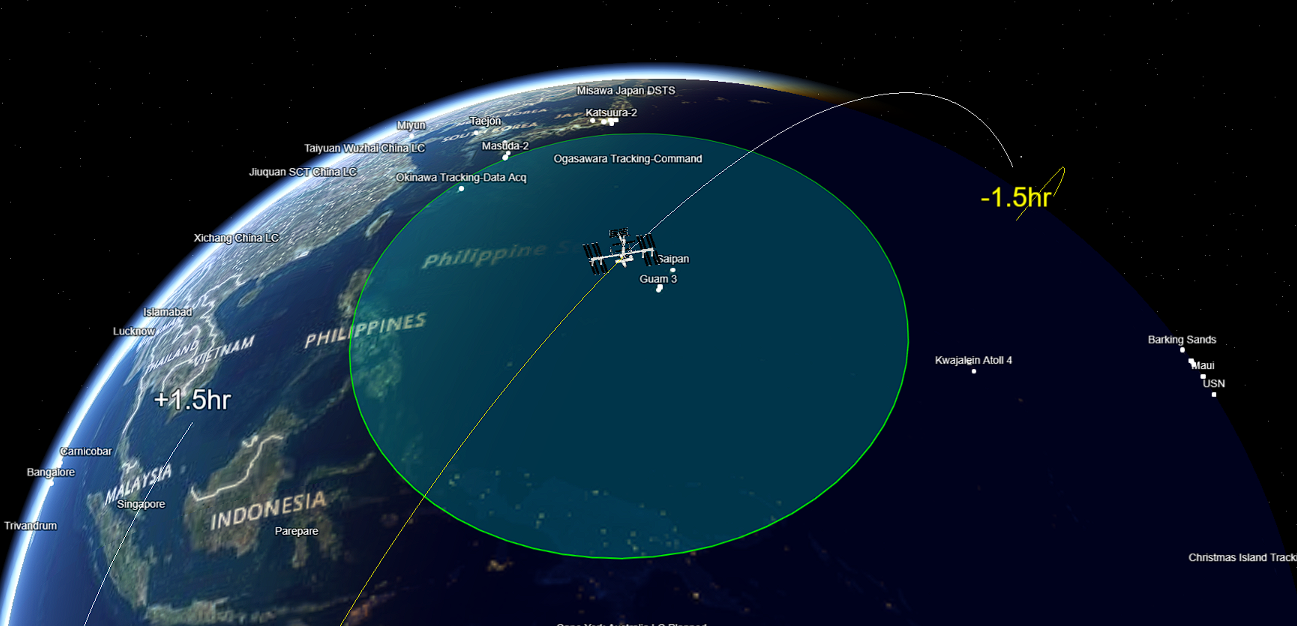 Misawa Japan DSTS
Katsuura-2
Miyun
Taejon
KOREA
SOUTH KOREA
Taiyuan Wuzhai China LC
Masuda-2
Ogasawara Tracking-Command
Jiuquan SCT China LC
Okinawa Tracking-Data Acq
-1.5hr
Xichang China LC
Philippine S
Saipan
Guam 3
Islamabad
PHILIPPINES
Lucknow
THAILAND
VIETNAM
Barking Sands
Kwajalein Atoll 4
Maui
USN
+1.5hr
Carnicobar
Bangalore
MALAYSIA
Singapore
INDONESIA
Trivandrum
Parepare
Christmas Island Track